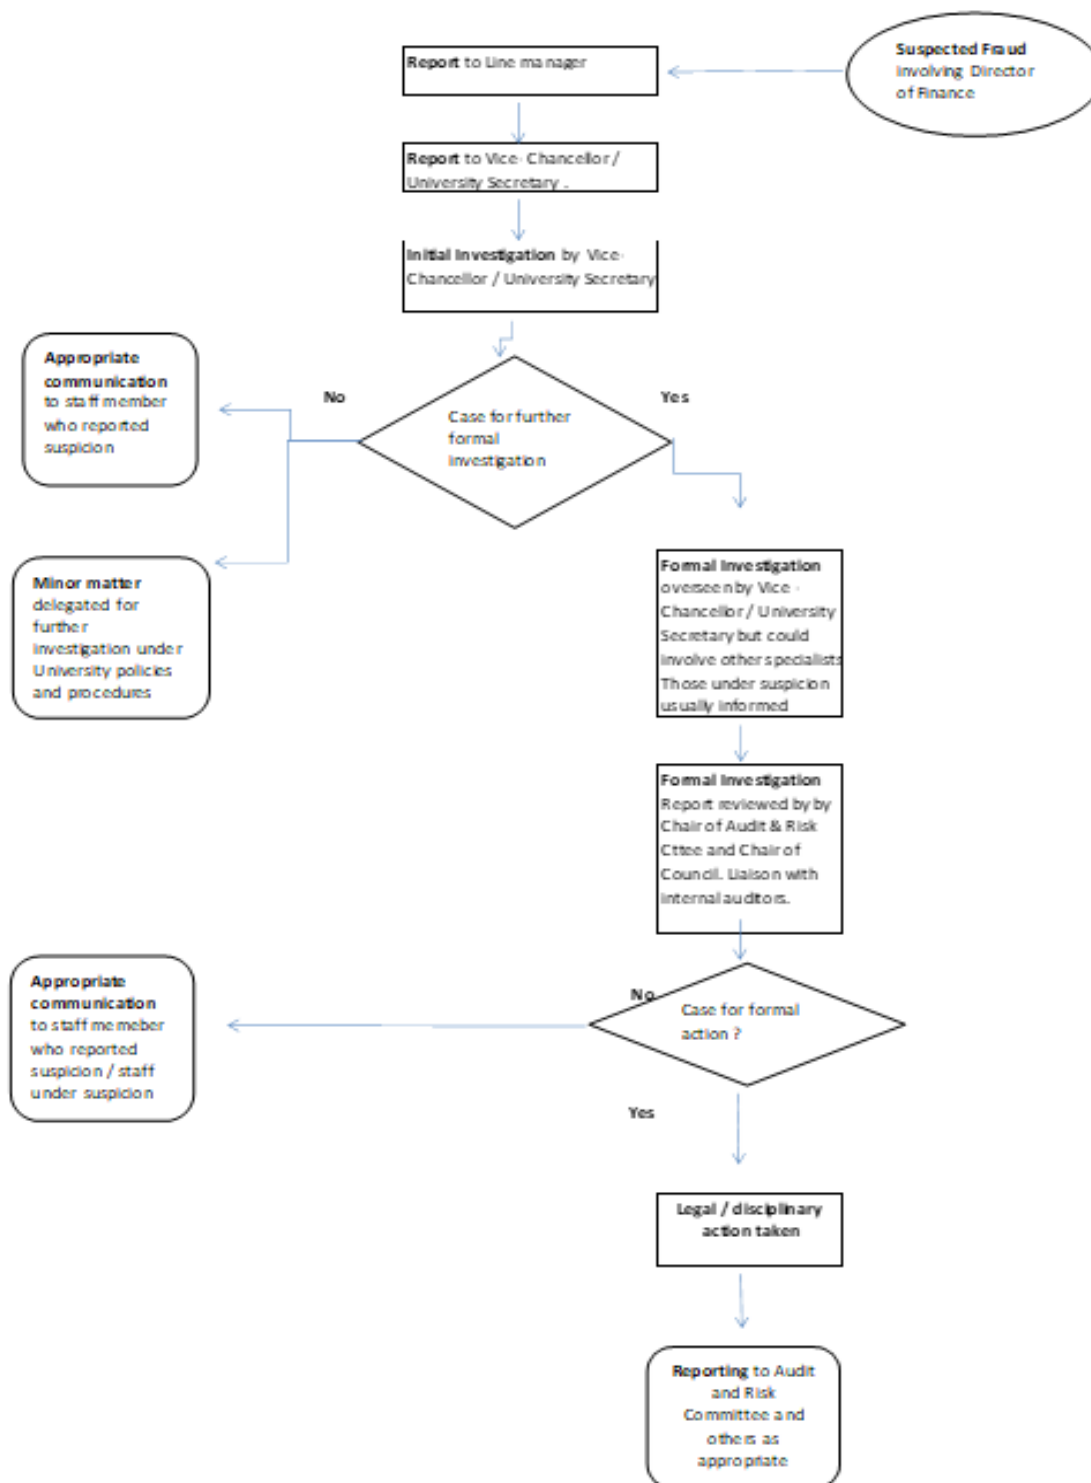 Suspected Fraud
involving Director
of Finance
Report to Line manager
Report to Vice- Chancellor /
University Secretary .
Initial Investigation by Vice-
Chancellor / University Secretary
Case for further
formal
investigation
No
Yes
Appropriate
communication
to staff member
who reported
suspicion
Minor matter
delegated for
further
investigation under
University policies
and procedures
Formal Investigation
overseen by Vice -
Chancellor / University
Secretary but could
involve other specialists
Those under suspicion
usually informed
Formal Investigation
Report reviewed by by
Chair of Audit & Risk
Cttee and Chair of
Council. Liaison with
internal auditors.
No
Case for formal
action ?
Appropriate
communication
to staff memeber
who reported
suspicion / staff
under suspicion
Yes
Legal / disciplinary
action taken
Reporting to Audit
and Risk
Committee and
others as
appropriate